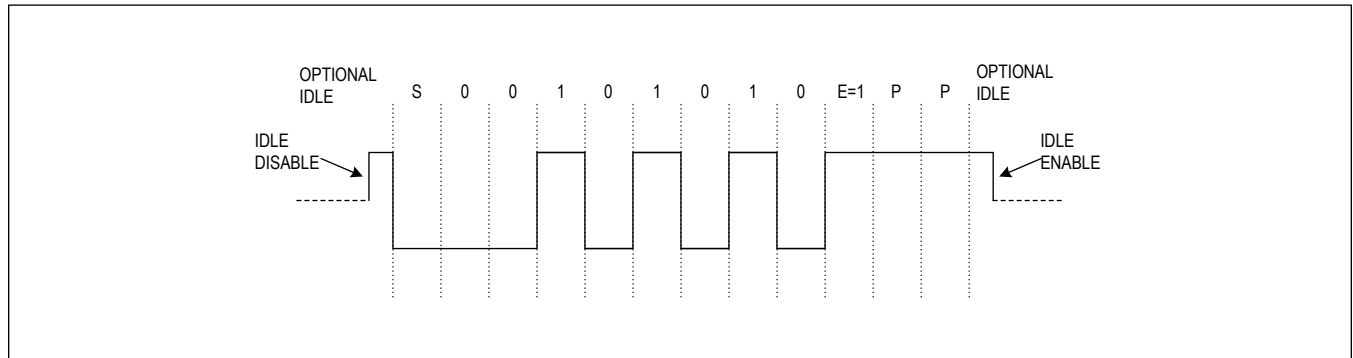 OPTIONAL
IDLE
S 0 0 1 0 1 0 1 0 E=1 P P
OPTIONAL
IDLE
IDLE
DISABLE
IDLE
ENABLE